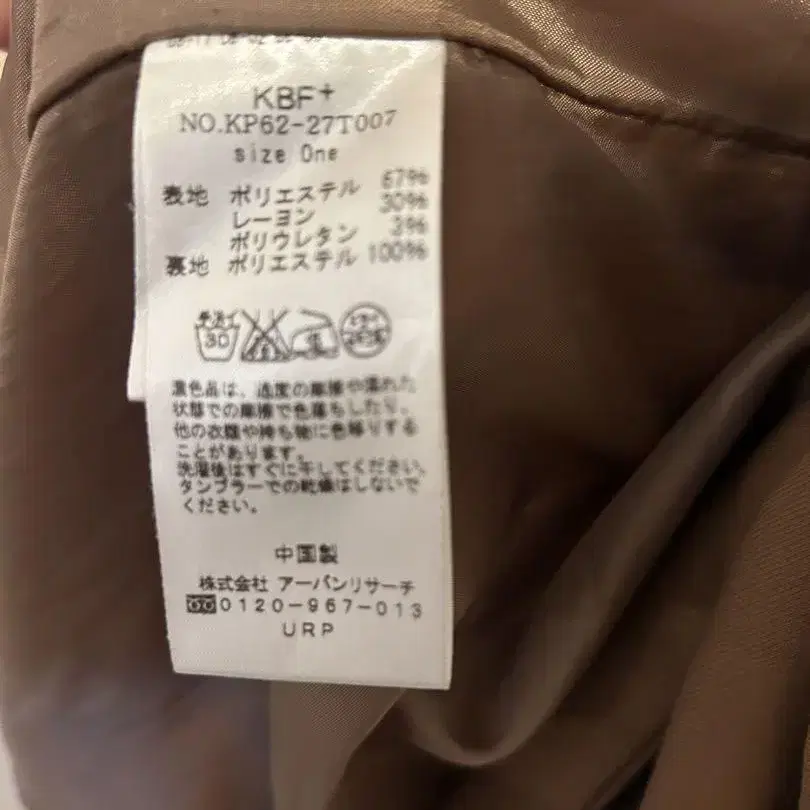 KBF+
NO.KP62-27T007
size One
表地 ポリエステル 67%
レーヨン 30%
ポリウレタン 3%
裏地 ポリエステル 100%
手洗イ
30
濃色品は、過度の摩擦や濡れた
状態での摩擦で色落ちしたり、
他の衣類や持ち物に色移りする
ことがあります。
洗濯後はすぐに干してください。
タンブラーでの乾燥はしないで
ください。
中国製
株式会社 アーバンリサーチ
0120-967-013
URP